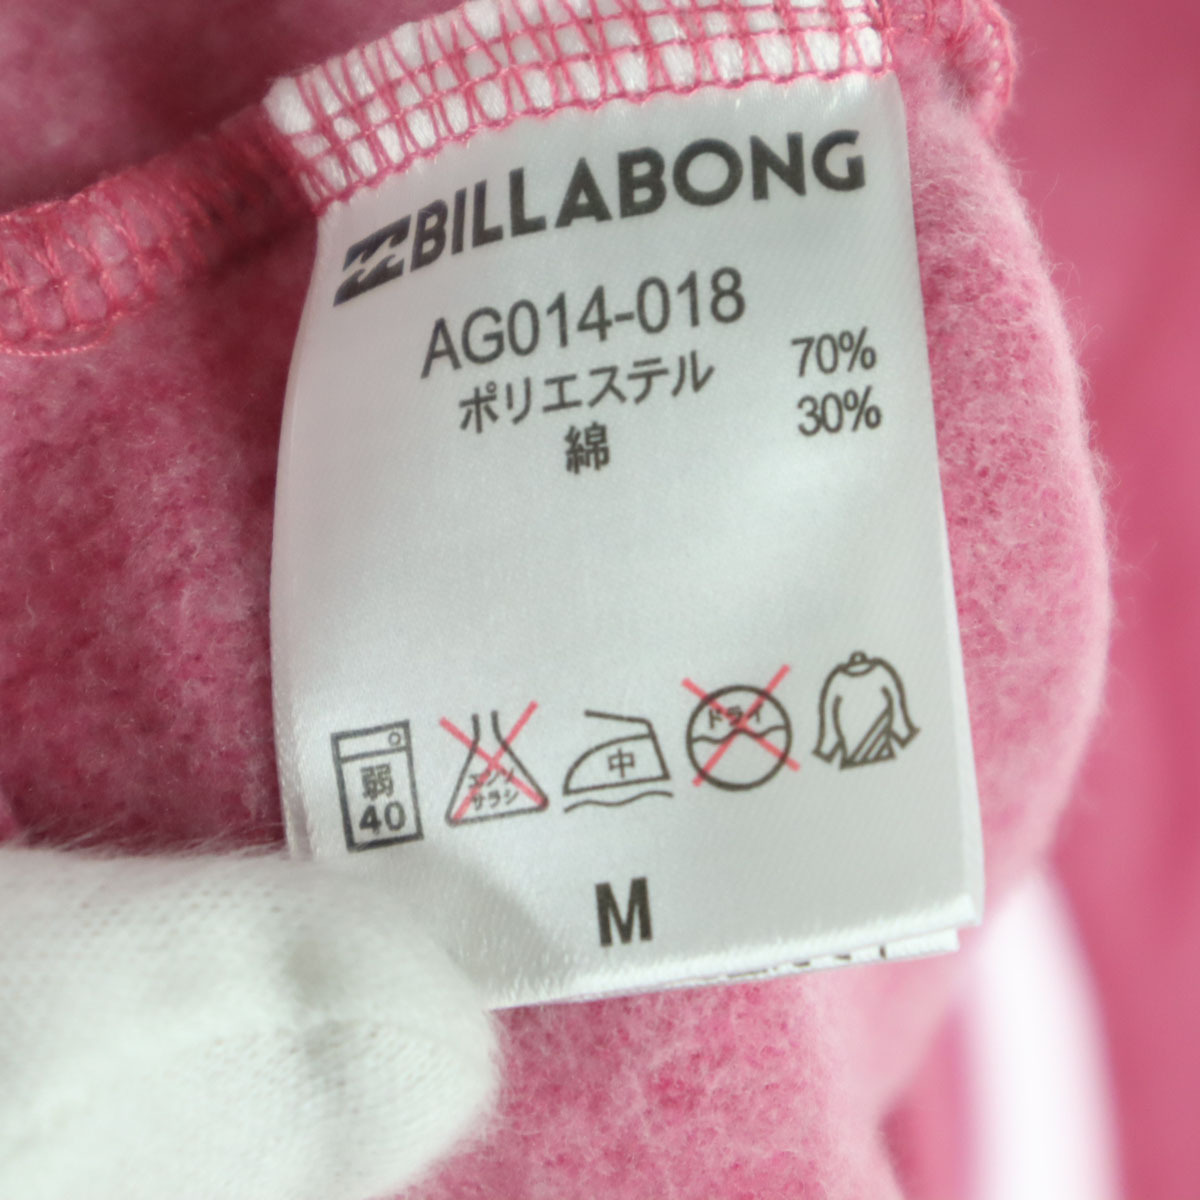 BILLABONG
AG014-018
ポリエステル 70%
綿 30%
弱
40
エンソ
サラシ
中
ドライ
M